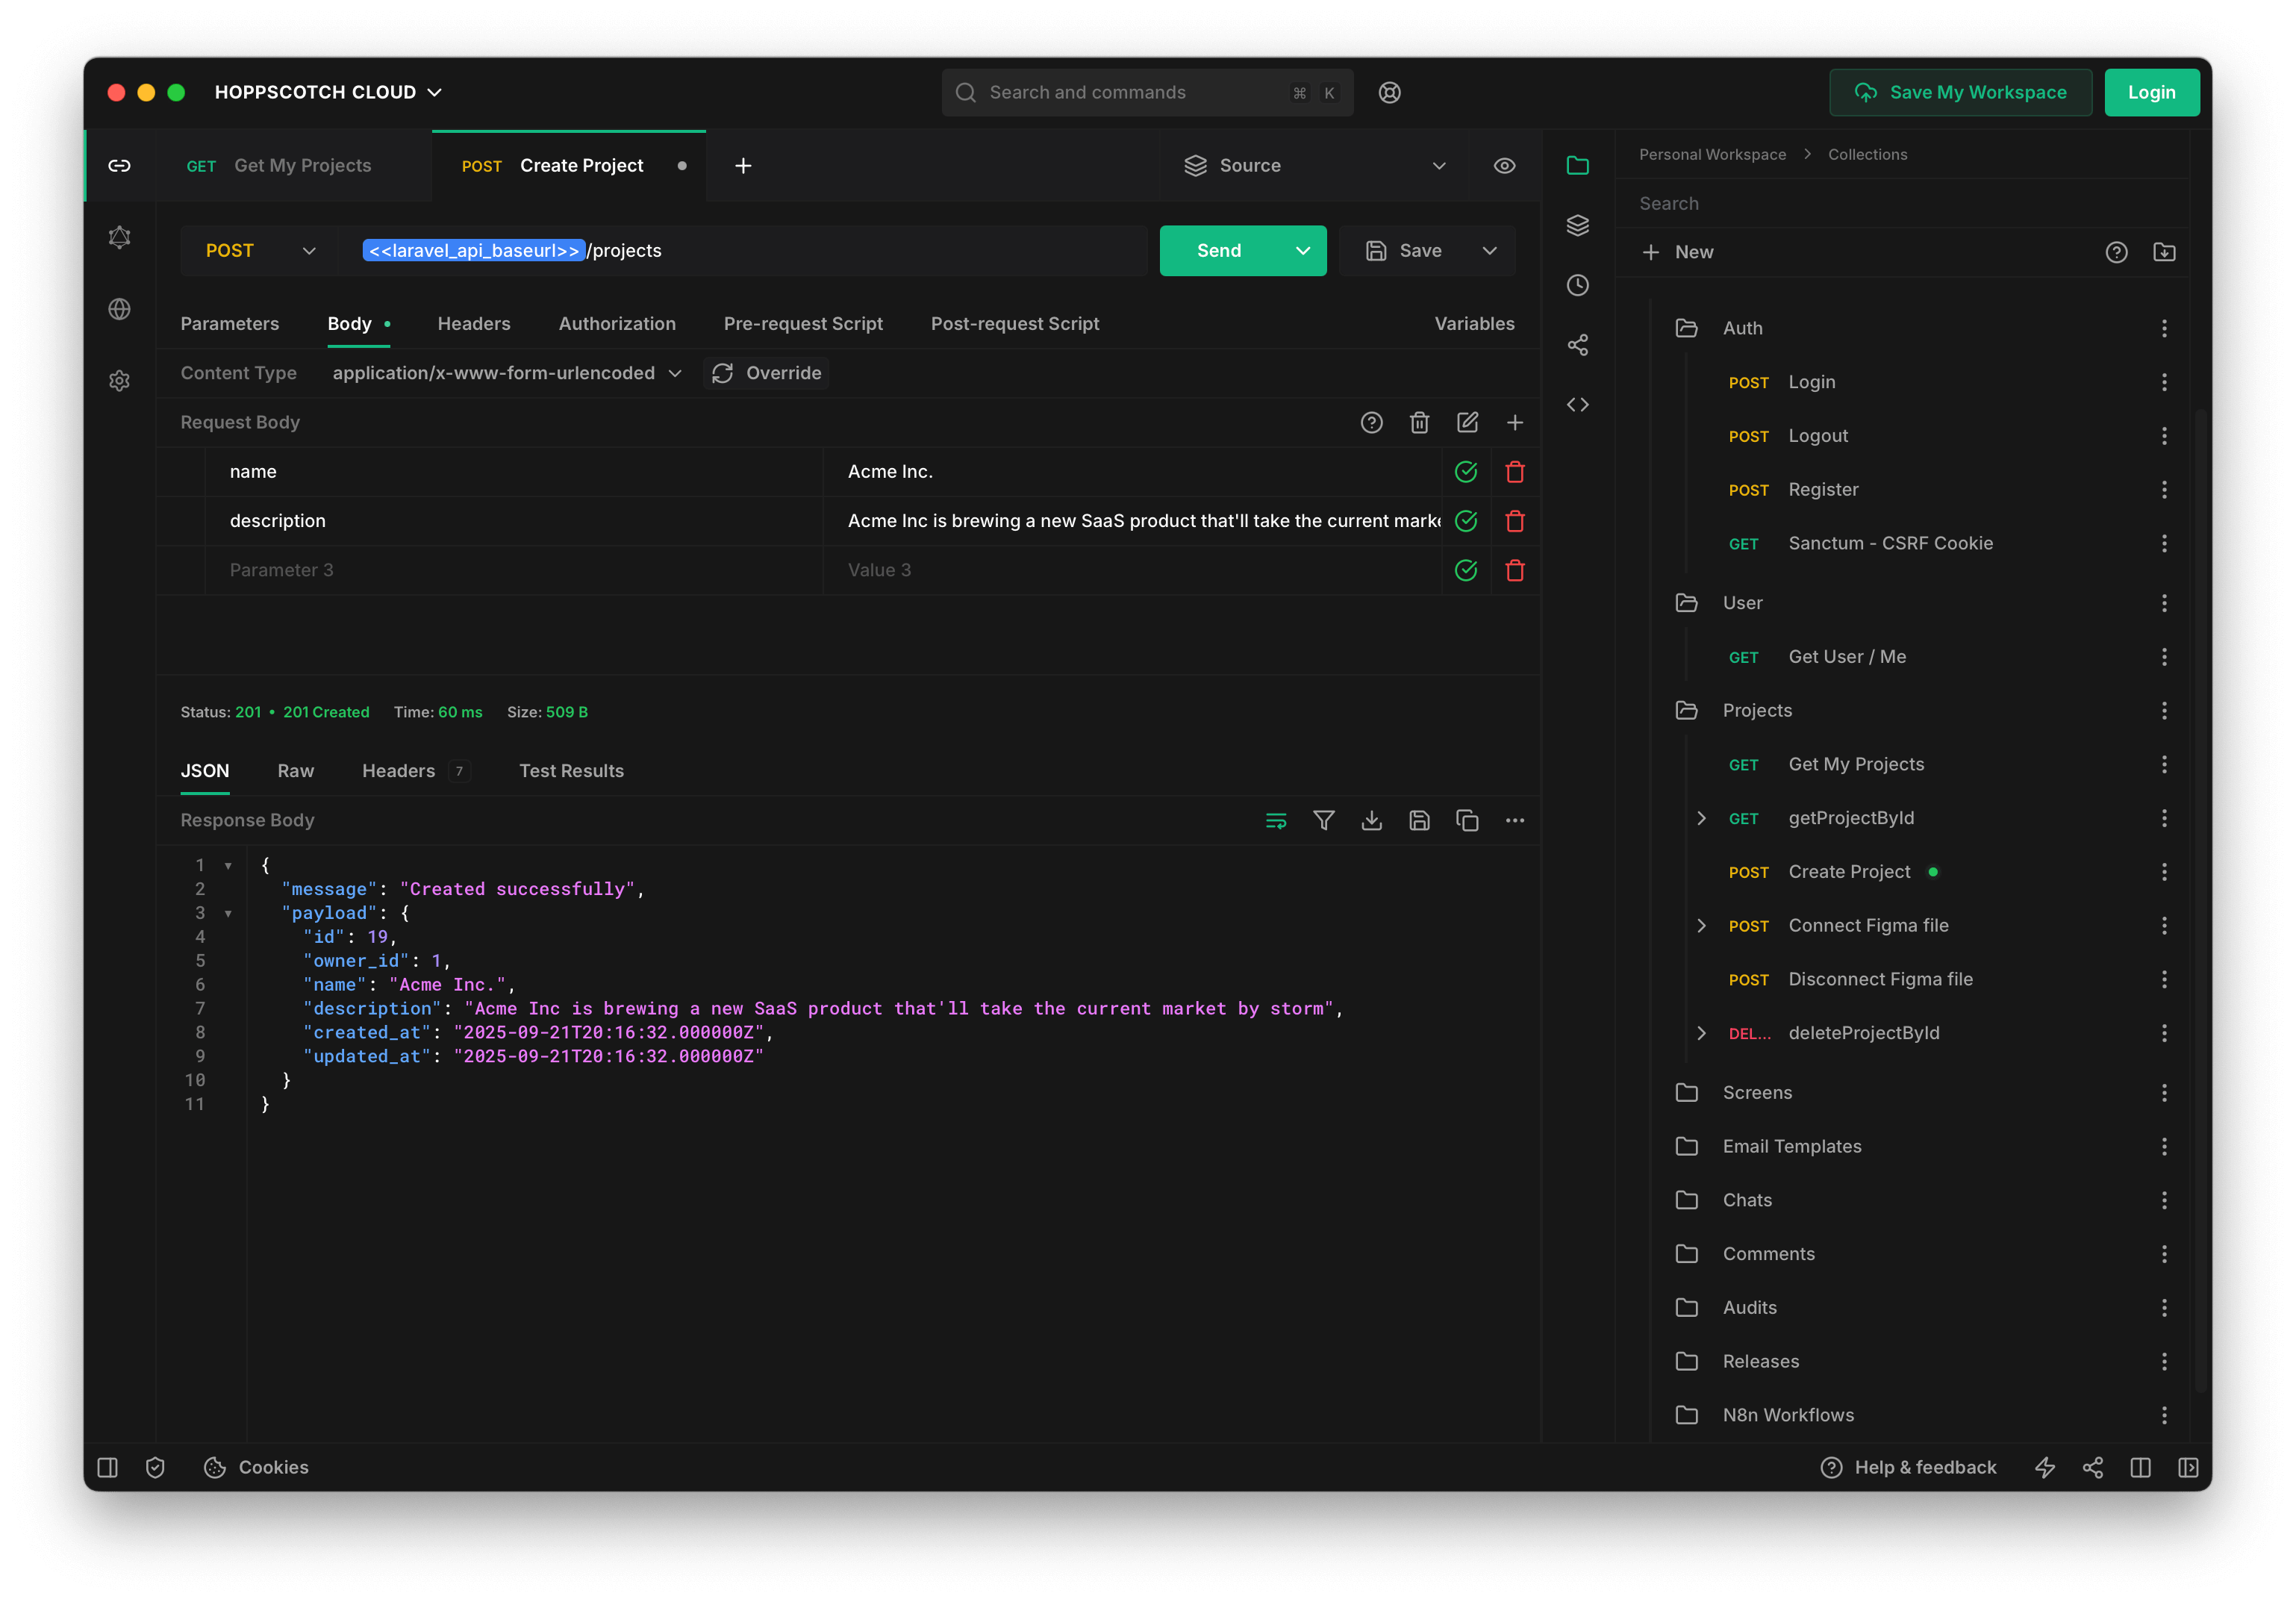 HOPPSCOTCH CLOUD
Search and commands
⌘ K
Save My Workspace
Login
GET Get My Projects
POST Create Project
Source
POST
<<laravel_api_baseurl>>/projects
Send
Save
Parameters
Body
Headers
Authorization
Pre-request Script
Post-request Script
Variables
Content Type application/x-www-form-urlencoded
Override
Request Body
name Acme Inc.
description Acme Inc is brewing a new SaaS product that'll take the current marke
Parameter 3 Value 3
Status: 201 • 201 Created Time: 60 ms Size: 509 B
JSON
Raw
Headers 7
Test Results
Response Body
1 {
2 "message": "Created successfully",
3 "payload": {
4 "id": 19,
5 "owner_id": 1,
6 "name": "Acme Inc.",
7 "description": "Acme Inc is brewing a new SaaS product that'll take the current market by storm",
8 "created_at": "2025-09-21T20:16:32.000000Z",
9 "updated_at": "2025-09-21T20:16:32.000000Z"
10 }
11 }
Personal Workspace > Collections
Search
New
Auth
POST Login
POST Logout
POST Register
GET Sanctum - CSRF Cookie
User
GET Get User / Me
Projects
GET Get My Projects
GET getProjectById
POST Create Project
POST Connect Figma file
POST Disconnect Figma file
DEL... deleteProjectById
Screens
Email Templates
Chats
Comments
Audits
Releases
N8n Workflows
Cookies
Help & feedback